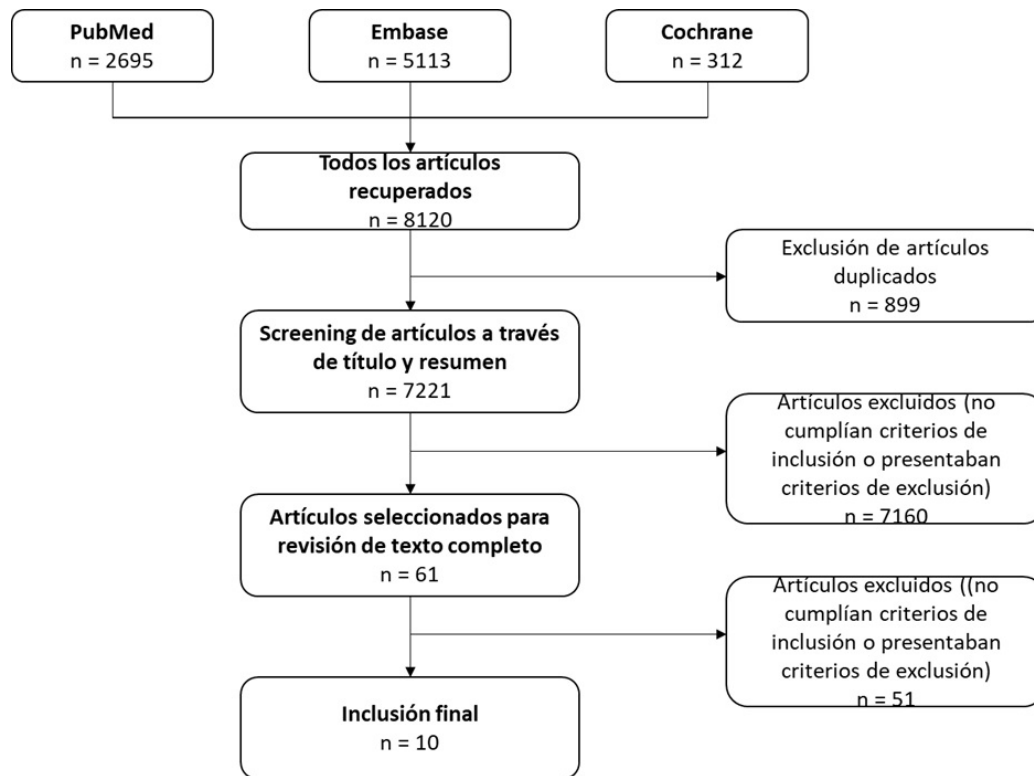 PubMed
n = 2695
Embase
n = 5113
Cochrane
n = 312
Todos los artículos
recuperados
n = 8120
Exclusión de artículos
duplicados
n = 899
Screening de artículos a través
de título y resumen
n = 7221
Artículos excluidos (no
cumplían criterios de
inclusión o presentaban
criterios de exclusión)
n = 7160
Artículos seleccionados para
revisión de texto completo
n = 61
Artículos excluidos ((no
cumplían criterios de
inclusión o presentaban
criterios de exclusión)
n = 51
Inclusión final
n = 10